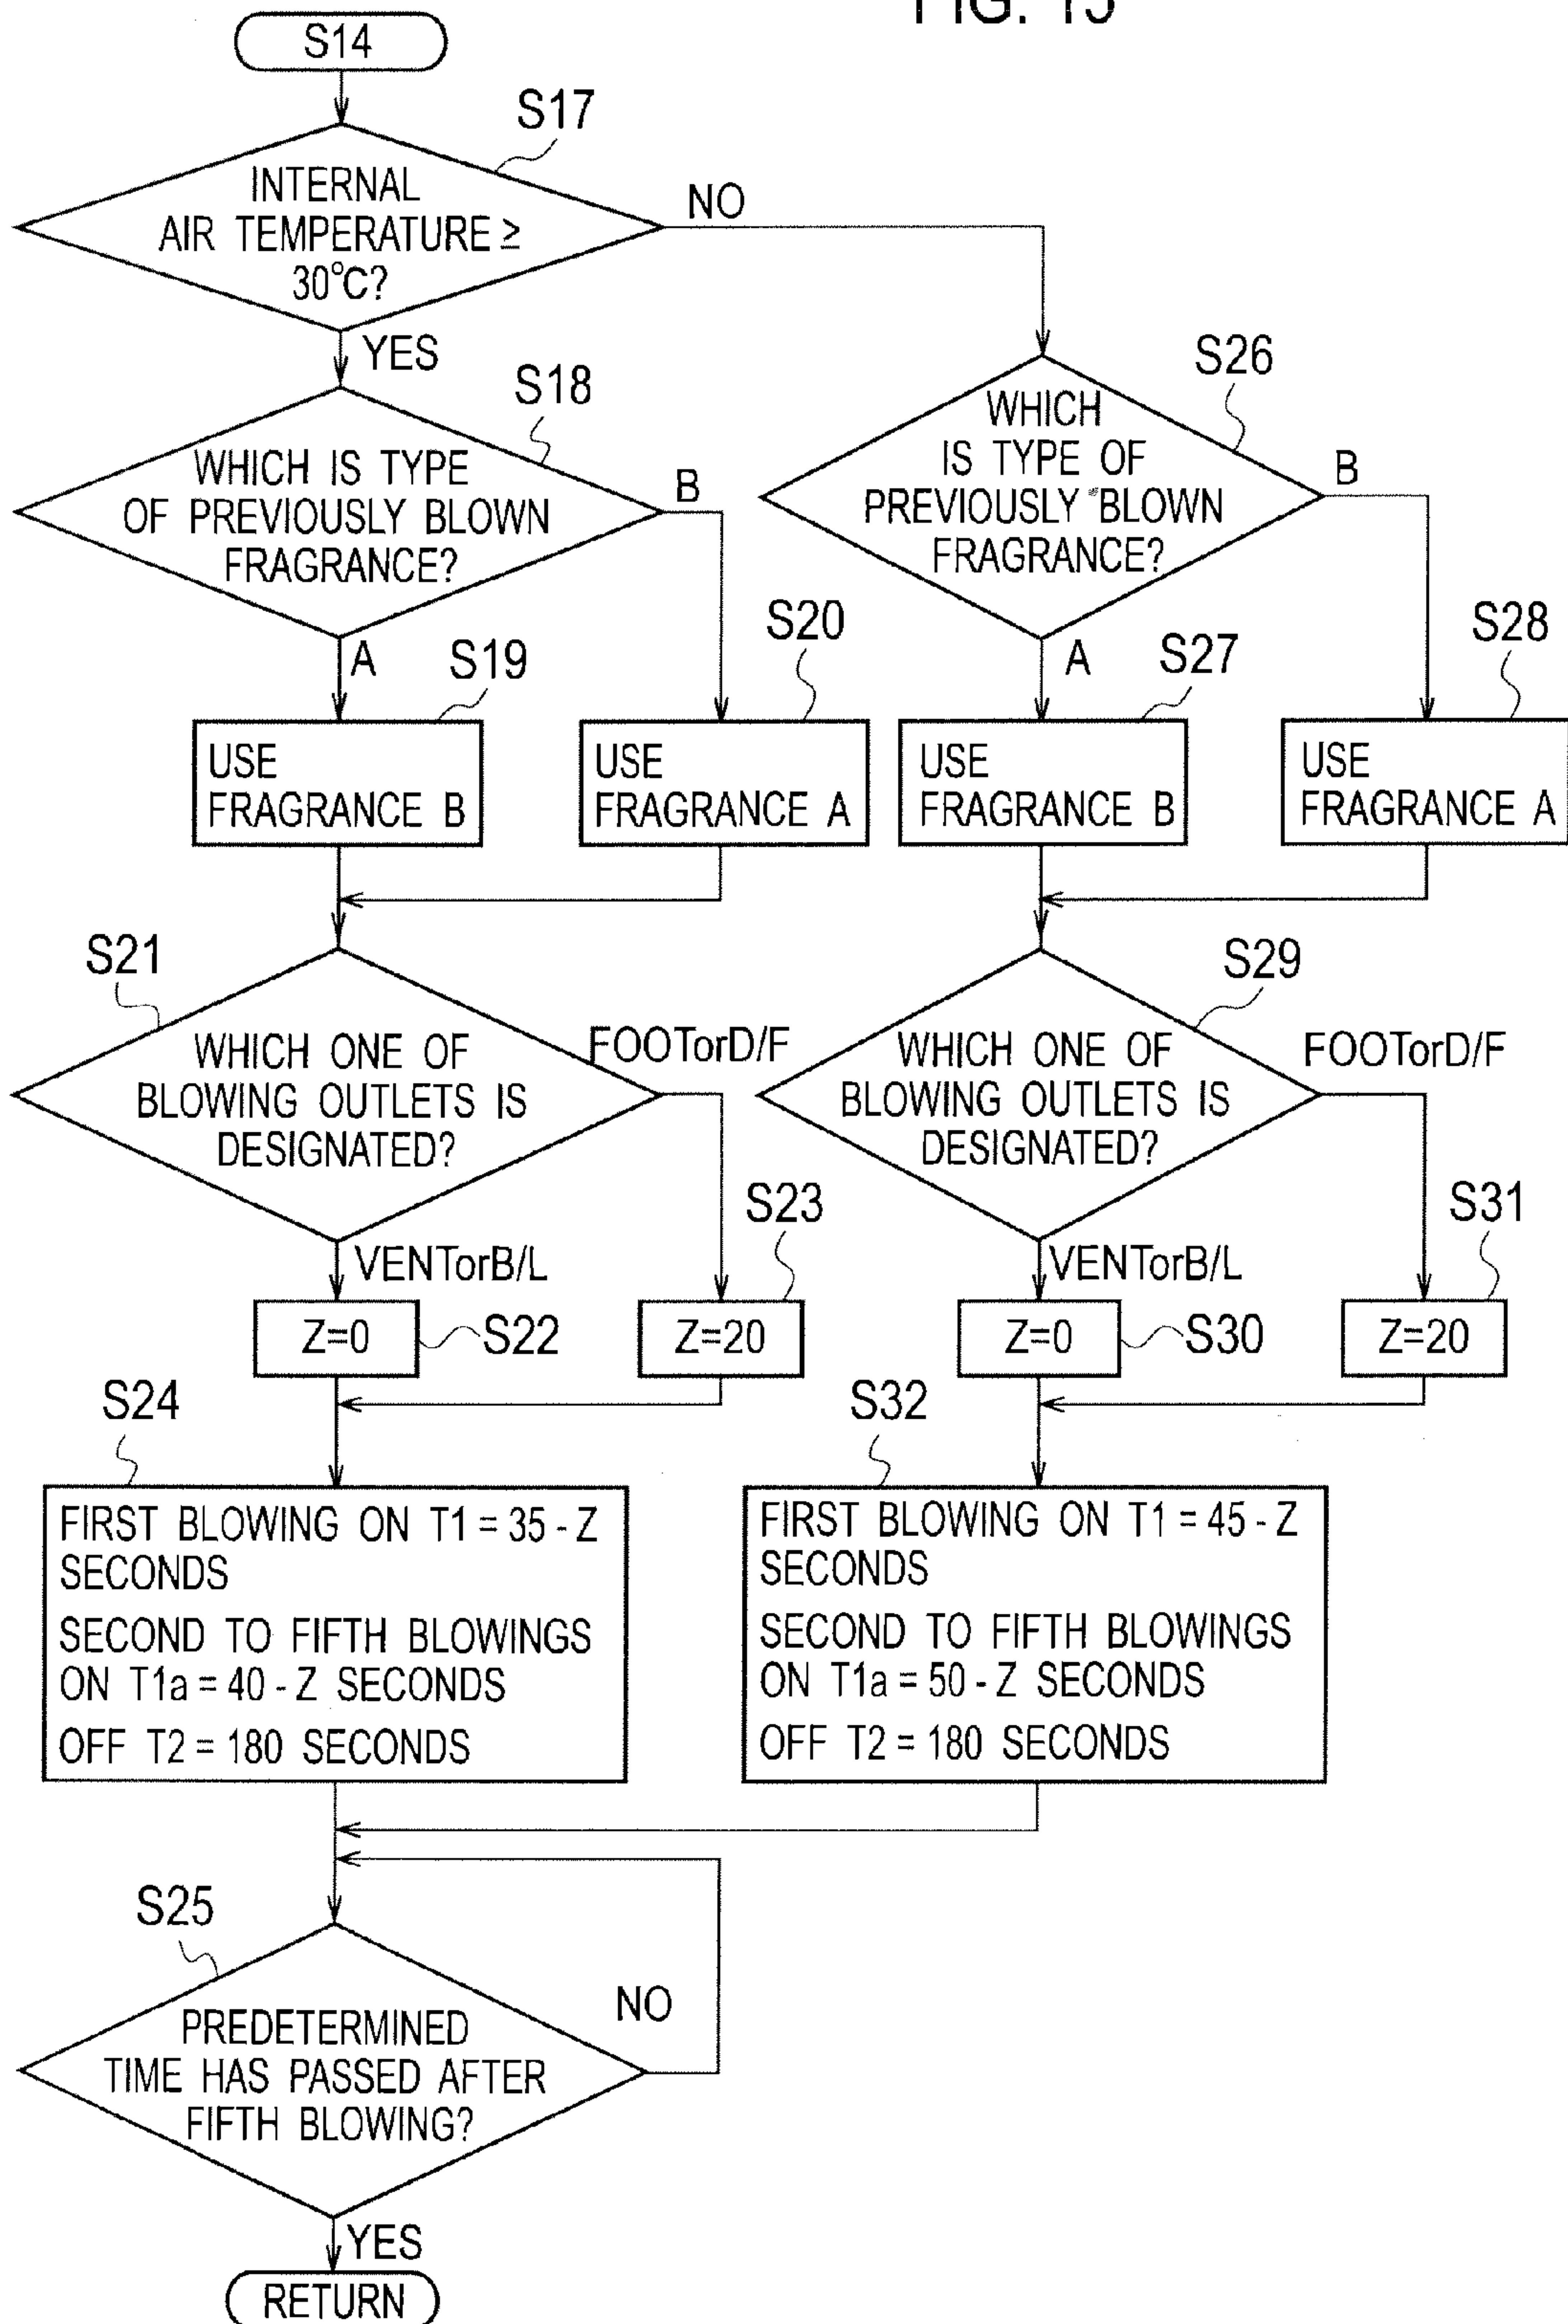 FIG. 15
S14
S17
INTERNAL
AIR TEMPERATURE ≥
30°C?
NO
YES
S18
WHICH IS TYPE
OF PREVIOUSLY BLOWN
FRAGRANCE?
B
A
S26
WHICH
IS TYPE OF
PREVIOUSLY BLOWN
FRAGRANCE?
B
A
S19
USE
FRAGRANCE B
S20
USE
FRAGRANCE A
S27
USE
FRAGRANCE B
S28
USE
FRAGRANCE A
S21
WHICH ONE OF
BLOWING OUTLETS IS
DESIGNATED?
FOOTorD/F
VENTorB/L
S29
WHICH ONE OF
BLOWING OUTLETS IS
DESIGNATED?
FOOTorD/F
VENTorB/L
Z=0
S22
S23
Z=20
Z=0
S30
S31
Z=20
S24
FIRST BLOWING ON T1 = 35 - Z
SECONDS
SECOND TO FIFTH BLOWINGS
ON T1a = 40 - Z SECONDS
OFF T2 = 180 SECONDS
S32
FIRST BLOWING ON T1 = 45 - Z
SECONDS
SECOND TO FIFTH BLOWINGS
ON T1a = 50 - Z SECONDS
OFF T2 = 180 SECONDS
S25
PREDETERMINED
TIME HAS PASSED AFTER
FIFTH BLOWING?
NO
YES
RETURN